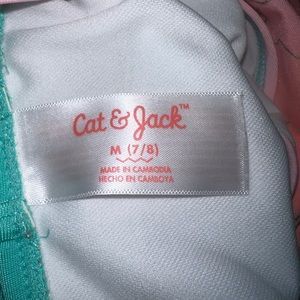 Cat & Jack™
M (7/8)
MADE IN CAMBODIA
HECHO EN CAMBOYA